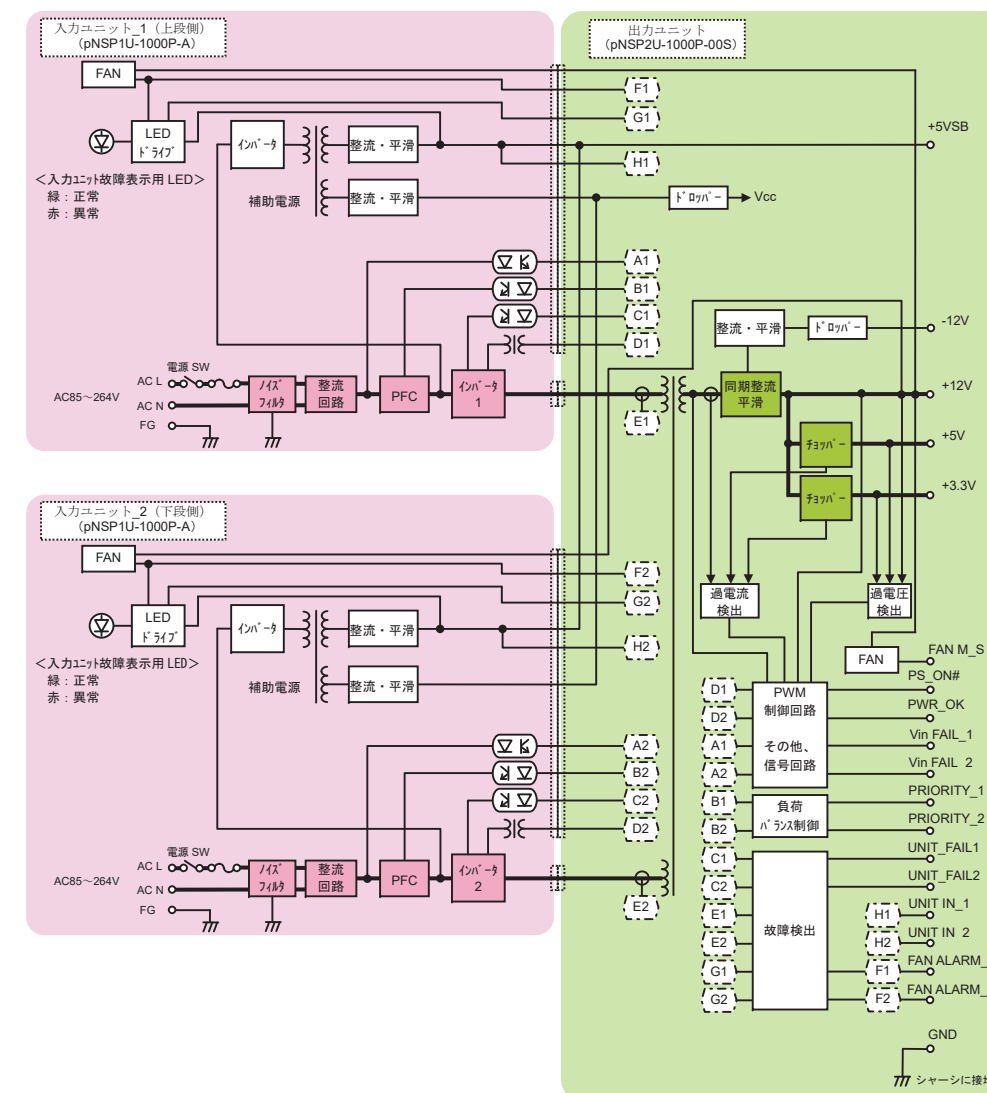 入力ユニット_1（上段側）
（pNSP1U-1000P-A）
FAN
LED
ﾄﾞﾗｲﾌﾞ
＜入力ﾕﾆｯﾄ故障表示用 LED＞
緑：正常
赤：異常
ｲﾝﾊﾞｰﾀ
整流・平滑
補助電源
整流・平滑
電源 SW
AC L
AC85～264V
AC N
FG
ﾉｲｽﾞ
ﾌｨﾙﾀ
整流
回路
PFC
ｲﾝﾊﾞｰﾀ
1
入力ユニット_2（下段側）
（pNSP1U-1000P-A）
FAN
LED
ﾄﾞﾗｲﾌﾞ
＜入力ﾕﾆｯﾄ故障表示用 LED＞
緑：正常
赤：異常
ｲﾝﾊﾞｰﾀ
整流・平滑
補助電源
整流・平滑
電源 SW
AC L
AC85～264V
AC N
FG
ﾉｲｽﾞ
ﾌｨﾙﾀ
整流
回路
PFC
ｲﾝﾊﾞｰﾀ
2
出力ユニット
（pNSP2U-1000P-00S）
F1
G1
+5VSB
H1
ﾄﾞﾛｯﾊﾟｰ
Vcc
A1
B1
C1
D1
E1
整流・平滑
ﾄﾞﾛｯﾊﾟｰ
-12V
同期整流
平滑
+12V
ﾁｮｯﾊﾟｰ
+5V
ﾁｮｯﾊﾟｰ
+3.3V
F2
G2
H2
A2
B2
C2
D2
E2
過電流
検出
過電圧
検出
FAN
FAN M_S
D1
D2
A1
A2
PWM
制御回路
その他、
信号回路
PS_ON#
PWR_OK
Vin FAIL_1
Vin FAIL 2
B1
B2
負荷
ﾊﾞﾗﾝｽ制御
PRIORITY_1
PRIORITY_2
C1
C2
E1
E2
G1
G2
故障検出
UNIT_FAIL1
UNIT_FAIL2
H1
UNIT IN_1
H2
UNIT IN 2
F1
FAN ALARM_
F2
FAN ALARM_
GND
シャーシに接